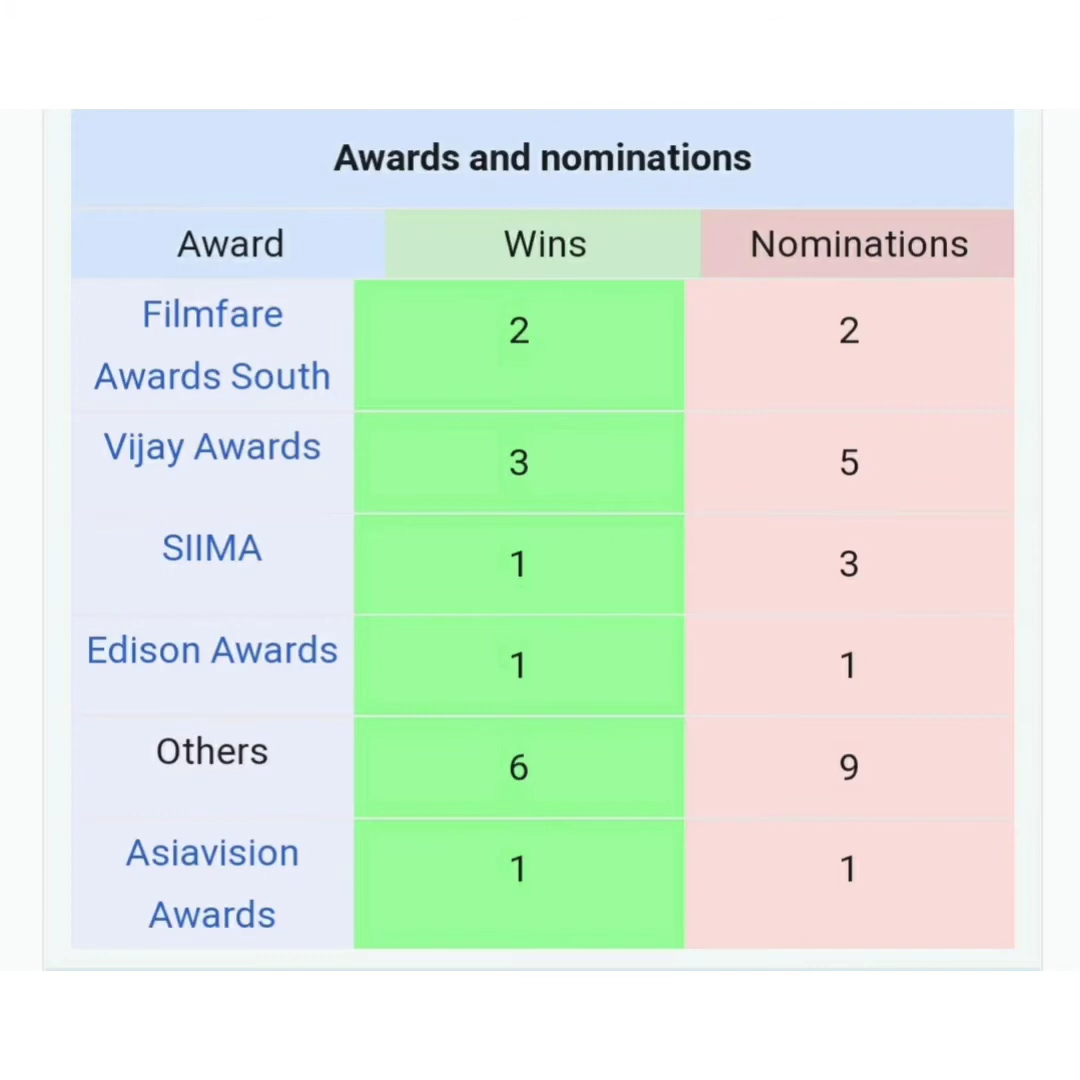 Awards and nominations
Award Wins Nominations
Filmfare
Awards South 2 2
Vijay Awards 3 5
SIIMA 1 3
Edison Awards 1 1
Others 6 9
Asiavision
Awards 1 1